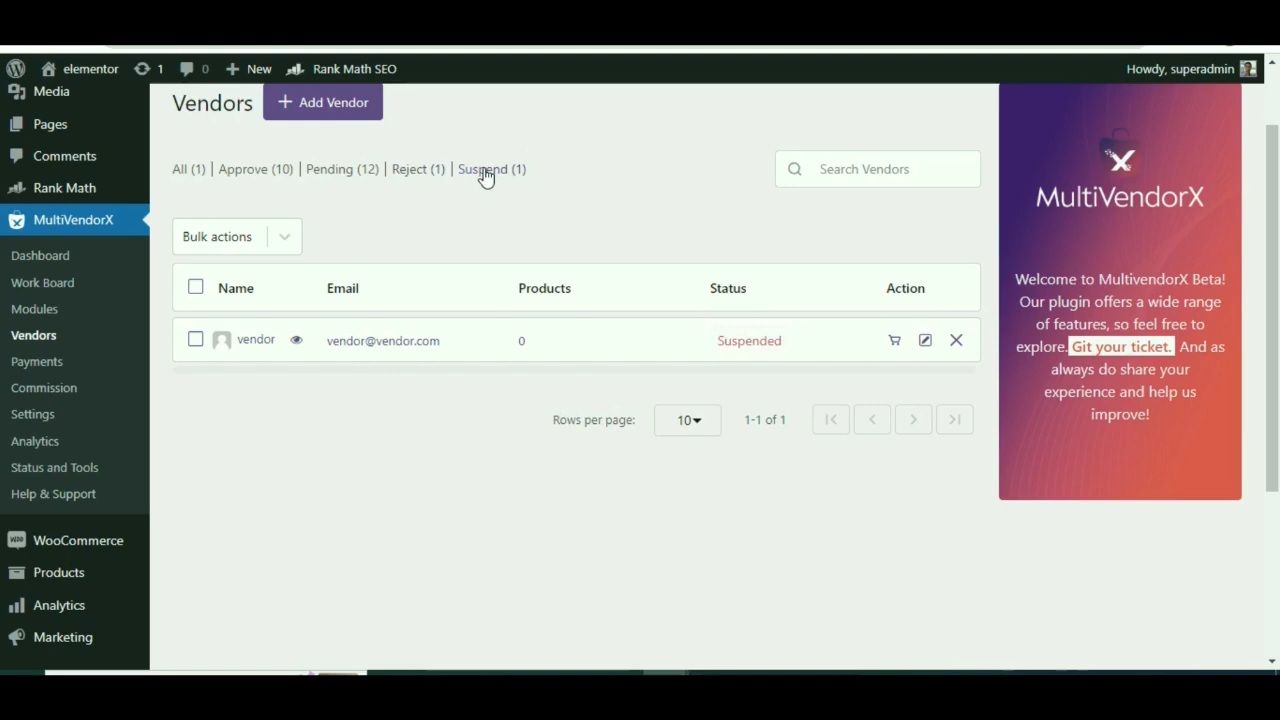 elementor 1 0 New Rank Math SEO Howdy, superadmin
Media
Pages
Comments
Rank Math
MultiVendorX
Dashboard
Work Board
Modules
Vendors
Payments
Commission
Settings
Analytics
Status and Tools
Help & Support
WooCommerce
Products
Analytics
Marketing
Vendors + Add Vendor
All (1) | Approve (10) | Pending (12) | Reject (1) | Suspend (1)
Search Vendors
Bulk actions
Name Email Products Status Action
vendor vendor@vendor.com 0 Suspended
Rows per page: 10 1-1 of 1
MultiVendorX
Welcome to MultivendorX Beta!
Our plugin offers a wide range
of features, so feel free to
explore. Git your ticket. And as
always do share your
experience and help us
improve!